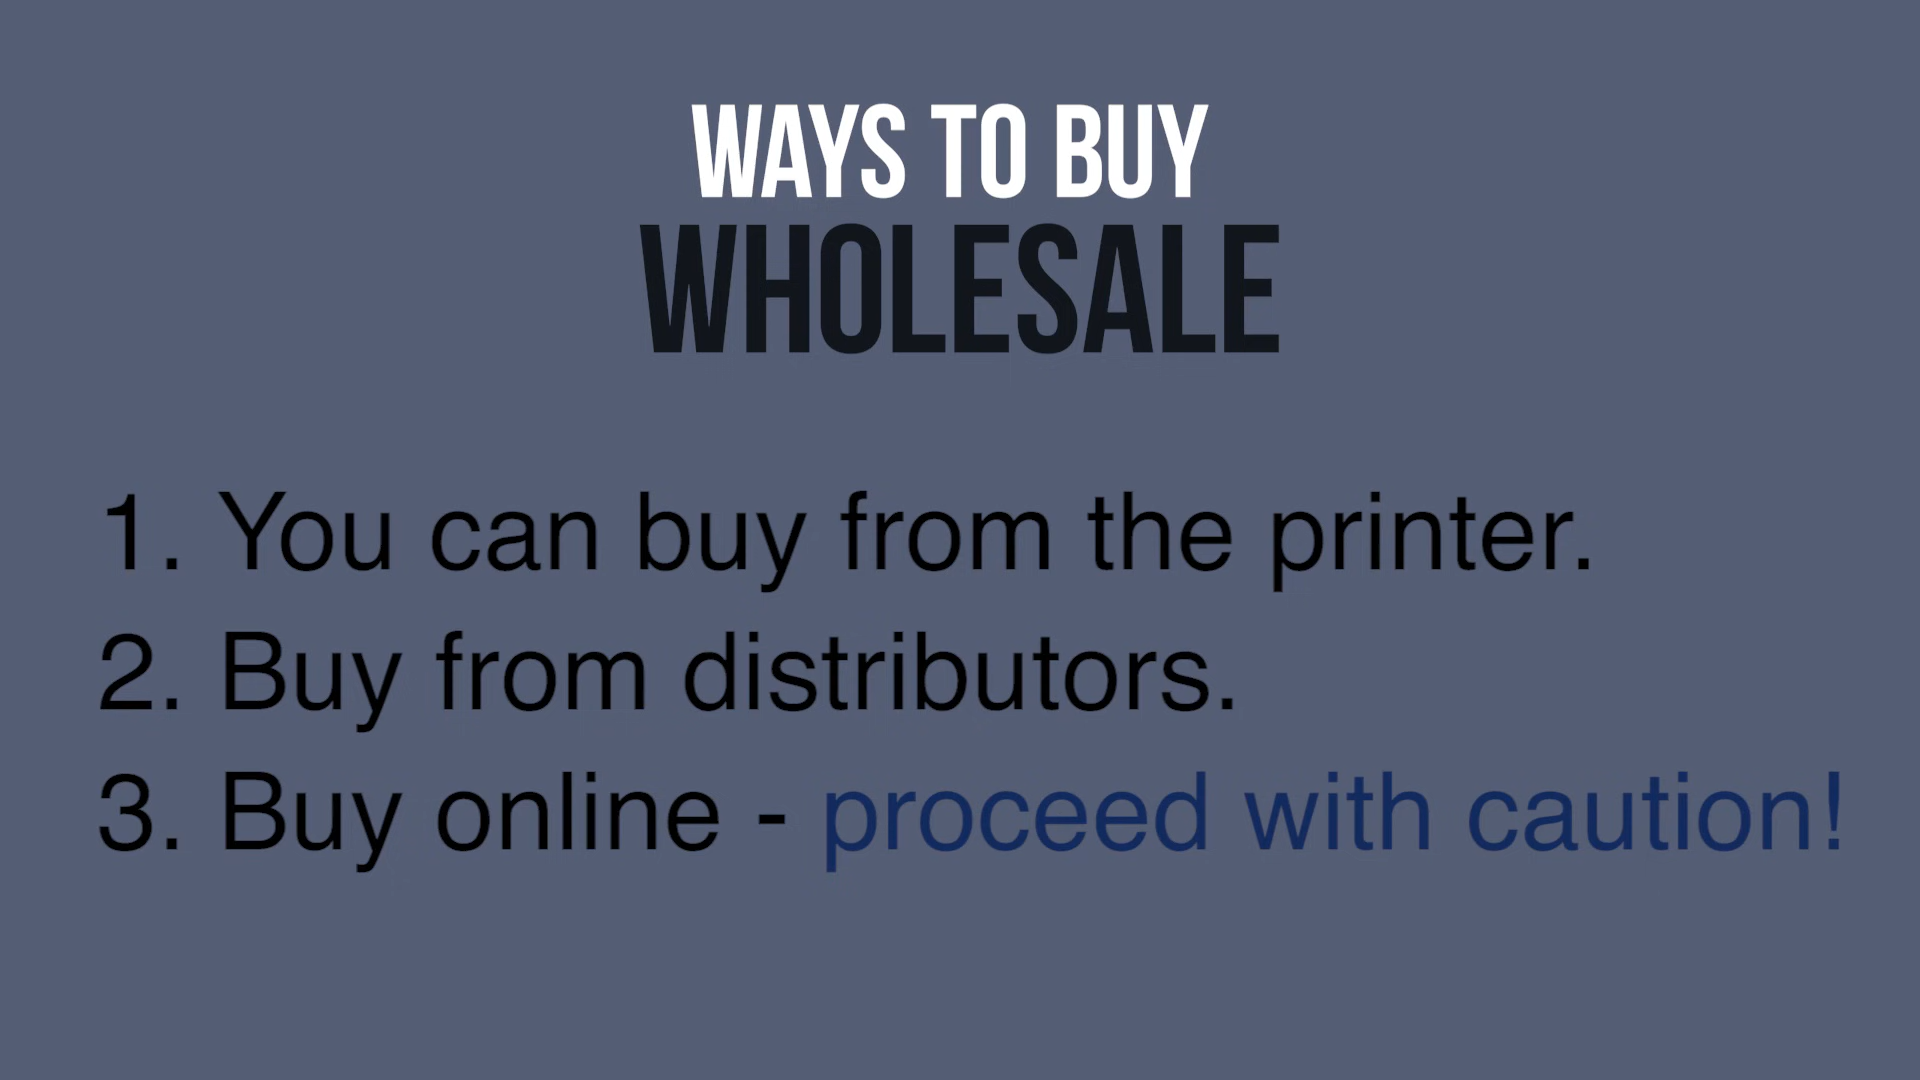 WAYS TO BUY
WHOLESALE
1. You can buy from the printer.
2. Buy from distributors.
3. Buy online - proceed with caution!